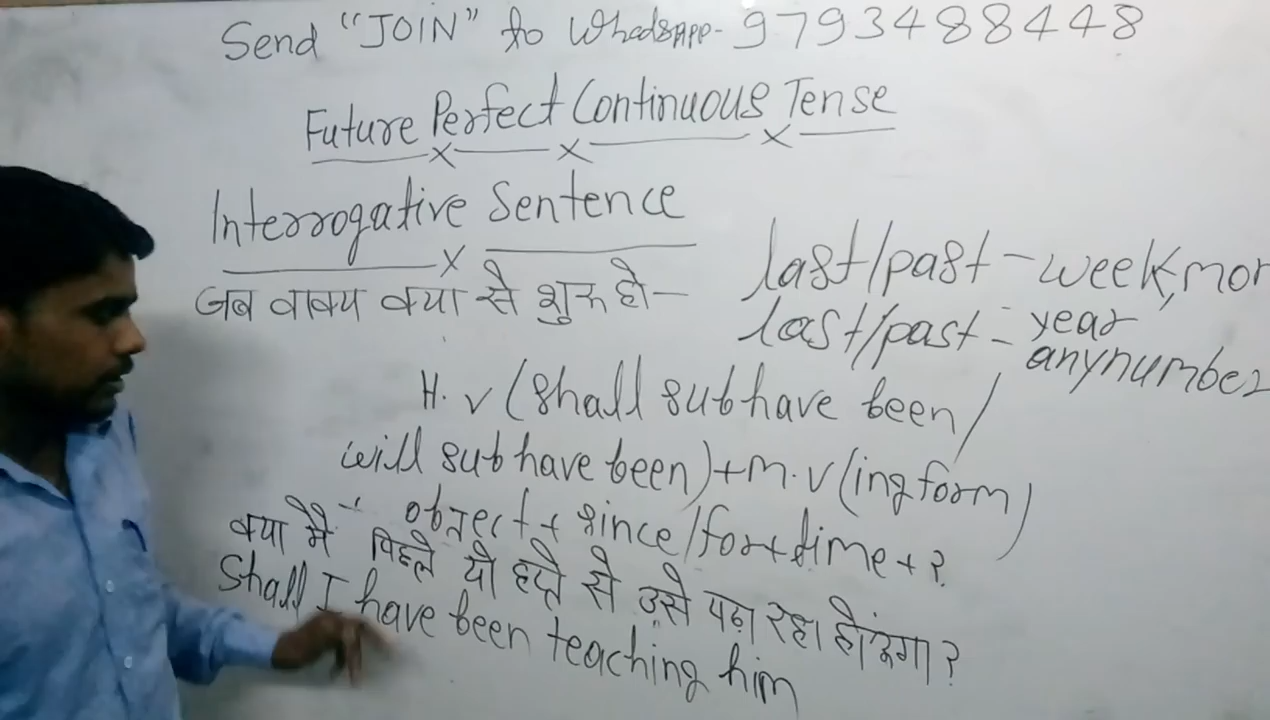 Send "JOIN" to WhatsApp- 9793488448
Future Perfect Continuous Tense
Interrogative Sentence
जब वाक्य क्या से शुरू हो-
last/past - week, mon
last/past - year
anynumber
H. v (shall sub have been /
will sub have been) + m. v (ing form)
object + since/for + time + ?
क्या मैं पिछले दो हफ्ते से उसे पढ़ा रहा होऊंगा ?
Shall I have been teaching him